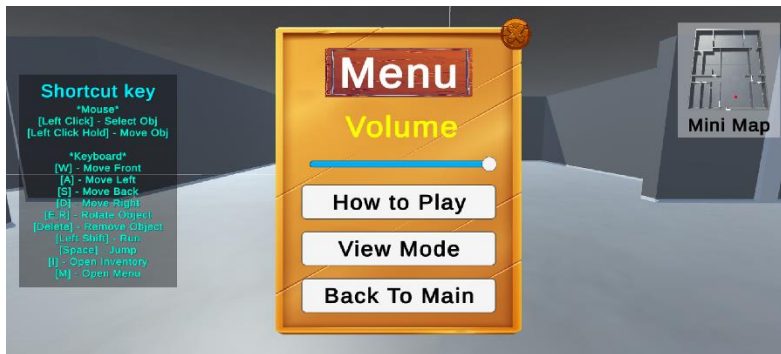 Shortcut key
*Mouse*
[Left Click] - Select Obj
[Left Click Hold] - Move Obj
*Keyboard*
[W] - Move Front
[A] - Move Left
[S] - Move Back
[D] - Move Right
[E,R] - Rotate Object
[Delete] - Remove Object
[Left Shift] - Run
[Space] - Jump
[I] - Open Inventory
[M] - Open Menu
Menu
Volume
How to Play
View Mode
Back To Main
Mini Map